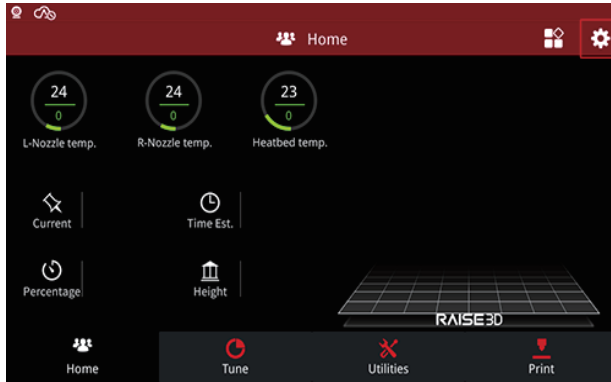 Home
24
0
L-Nozzle temp.
24
0
R-Nozzle temp.
23
0
Heatbed temp.
Current
Time Est.
Percentage
Height
RAISE3D
Home
Tune
Utilities
Print